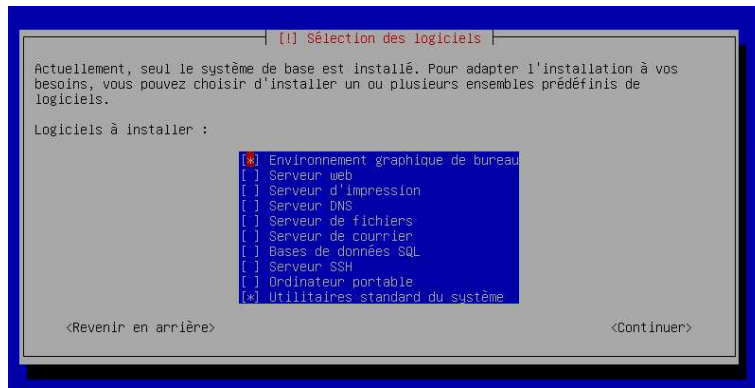 [!] Sélection des logiciels
Actuellement, seul le système de base est installé. Pour adapter l'installation à vos
besoins, vous pouvez choisir d'installer un ou plusieurs ensembles prédéfinis de
logiciels.
Logiciels à installer :
[*] Environnement graphique de bureau
[ ] Serveur web
[ ] Serveur d'impression
[ ] Serveur DNS
[ ] Serveur de fichiers
[ ] Serveur de courrier
[ ] Bases de données SQL
[ ] Serveur SSH
[ ] Ordinateur portable
[*] Utilitaires standard du système
<Revenir en arrière> <Continuer>